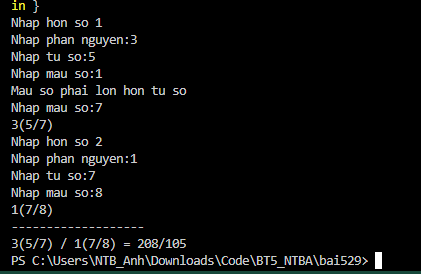 in }
Nhap hon so 1
Nhap phan nguyen:3
Nhap tu so:5
Nhap mau so:1
Mau so phai lon hon tu so
Nhap mau so:7
3(5/7)
Nhap hon so 2
Nhap phan nguyen:1
Nhap tu so:7
Nhap mau so:8
1(7/8)
-------------------
3(5/7) / 1(7/8) = 208/105
PS C:\Users\NTB_Anh\Downloads\Code\BT5_NTBA\bai529>